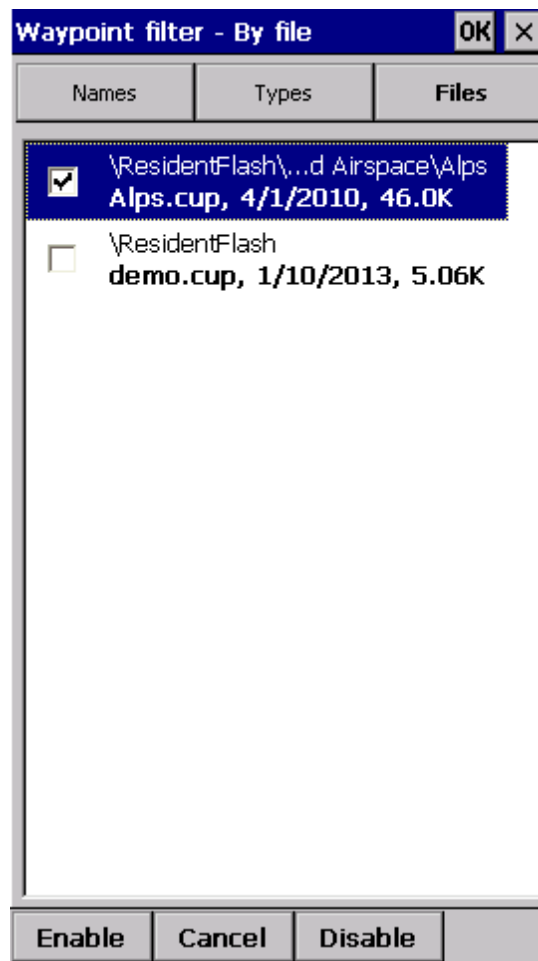 Waypoint filter - By file OK ×
Names Types Files
\ResidentFlash\...d Airspace\Alps
Alps.cup, 4/1/2010, 46.0K
\ResidentFlash
demo.cup, 1/10/2013, 5.06K
Enable Cancel Disable